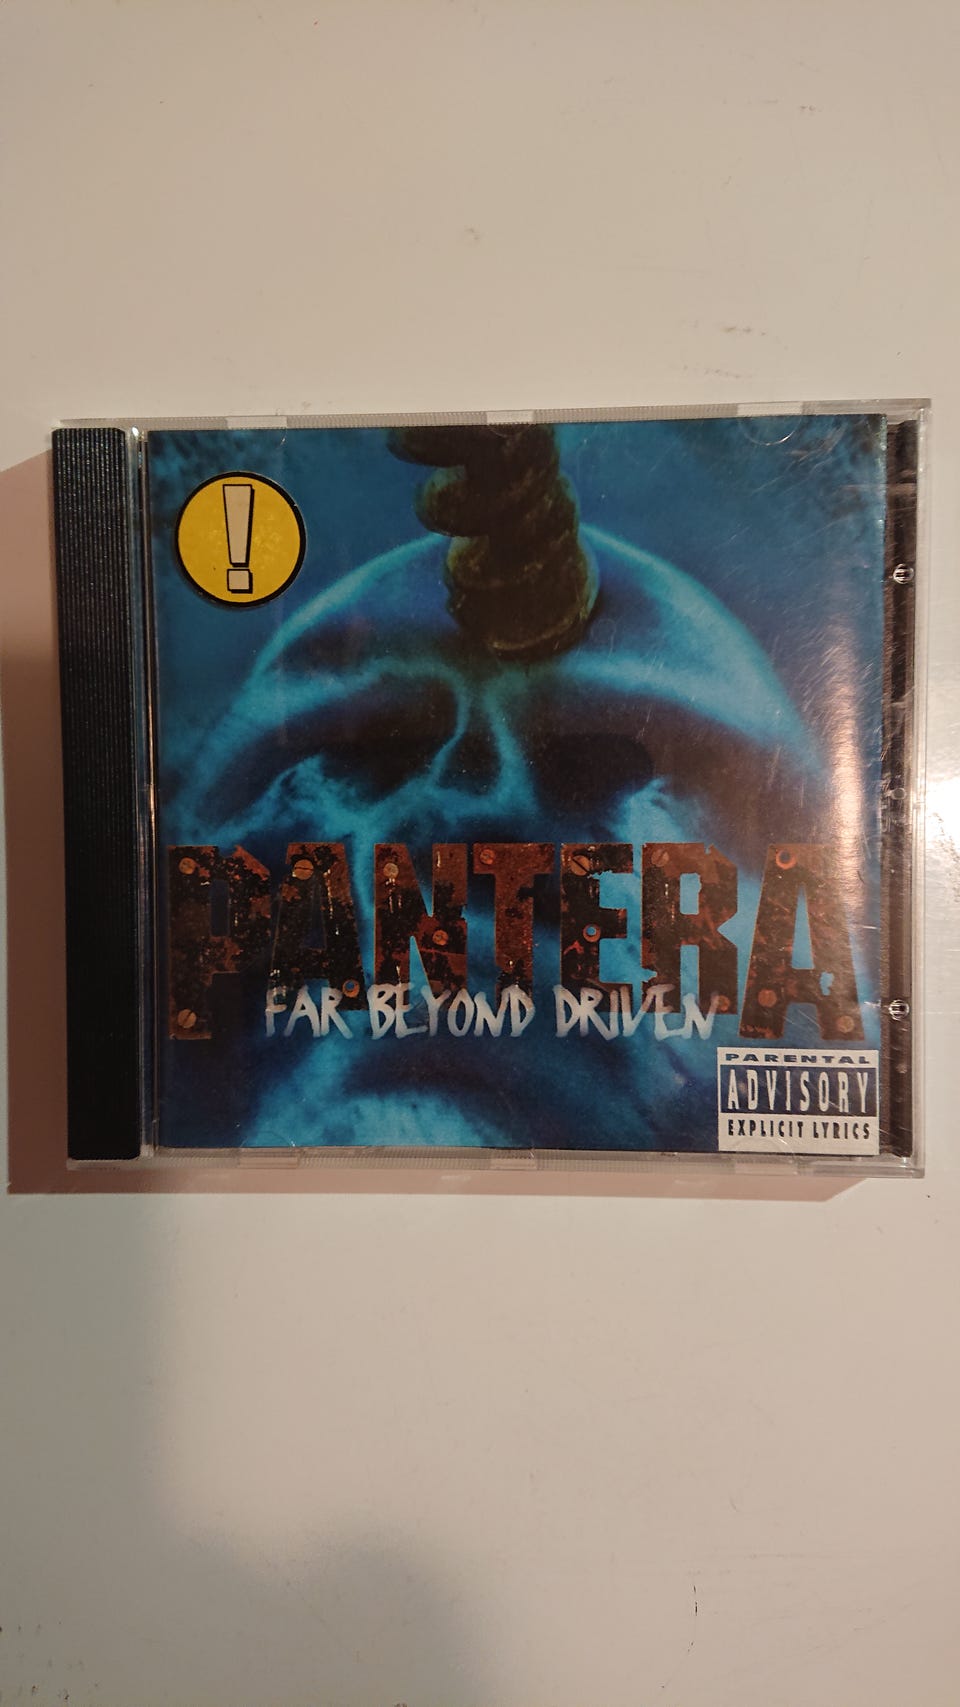 !
PANTERA
FAR BEYOND DRIVEN
PARENTAL
ADVISORY
EXPLICIT LYRICS